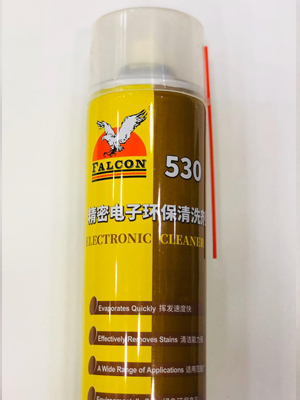 FALCON
530
精密电子环保清洗剂
ELECTRONIC CLEANER
Evaporates Quickly 挥发速度快
Effectively Removes Stains 清洁能力强
A Wide Range of Applications 适用范围